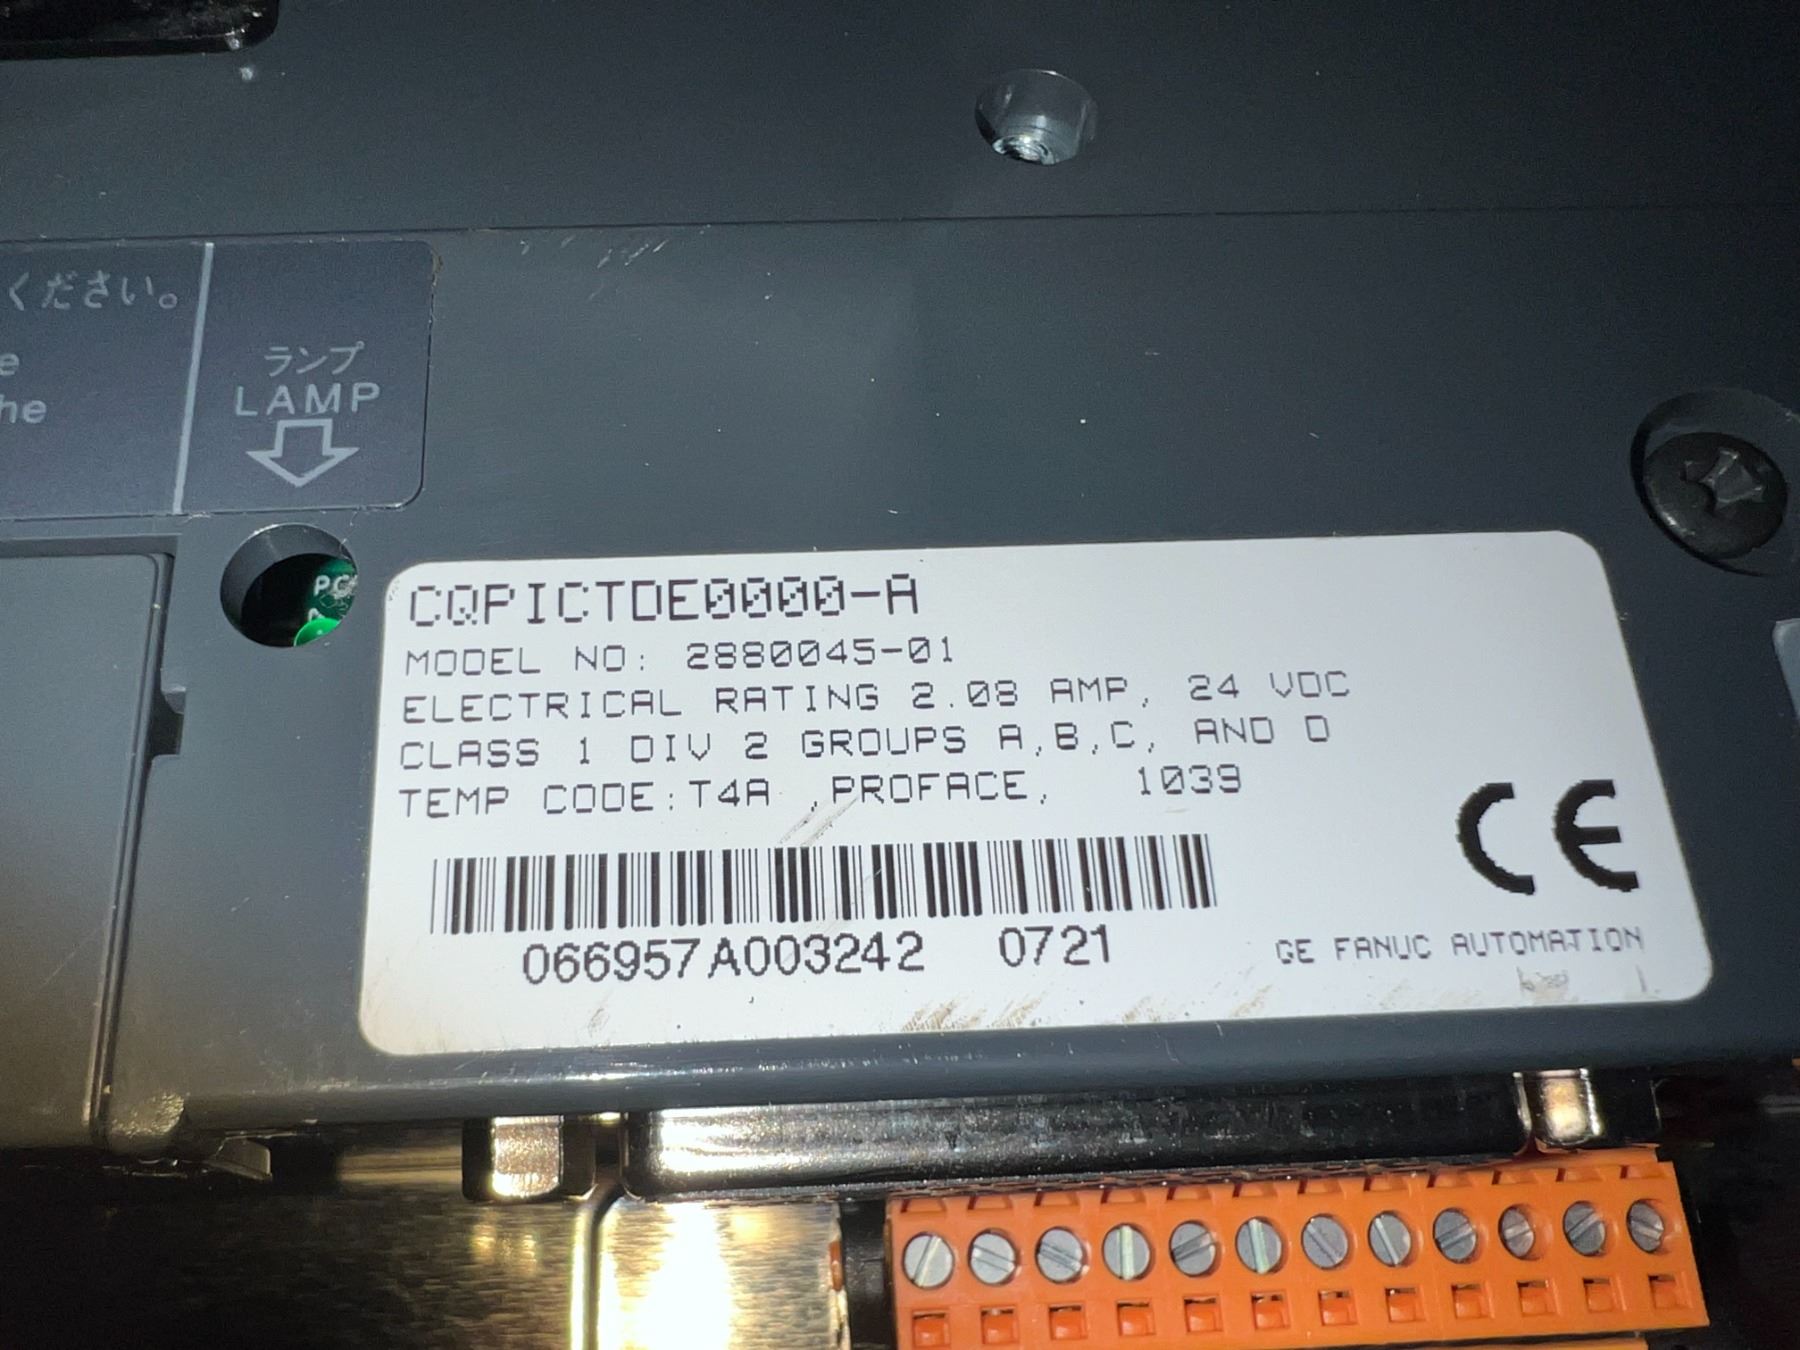 ください。
e
he
ランプ
LAMP
PC
CQPICTDE0000-A
MODEL NO: 2880045-01
ELECTRICAL RATING 2.08 AMP, 24 VDC
CLASS 1 DIV 2 GROUPS A,B,C, AND D
TEMP CODE:T4A ,PROFACE, 1039
CE
066957A003242 0721
GE FANUC AUTOMATION